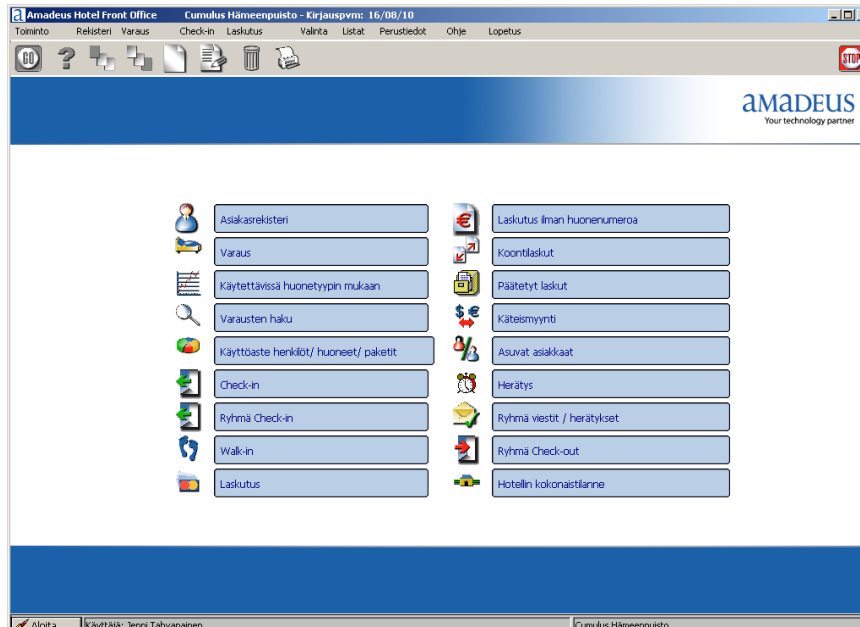 a Amadeus Hotel Front Office Cumulus Hämeenpuisto - Kirjauspvm: 16/08/10
Toiminto Rekisteri Varaus Check-in Laskutus Valinta Listat Perustiedot Ohje Lopetus
GO ? STOP
amadeus
Your technology partner
Asiakasrekisteri Laskutus ilman huonenumeroa
Varaus Koontilaskut
Käytettävissä huonetyypin mukaan Päätetyt laskut
Varausten haku Käteismyynti
Käyttöaste henkilöt/ huoneet/ paketit Asuvat asiakkaat
Check-in Herätys
Ryhmä Check-in Ryhmä viestit / herätykset
Walk-in Ryhmä Check-out
Laskutus Hotellin kokonaistilanne
Aloita Käyttäjä: Jenni Tahvanainen Cumulus Hämeenpuisto